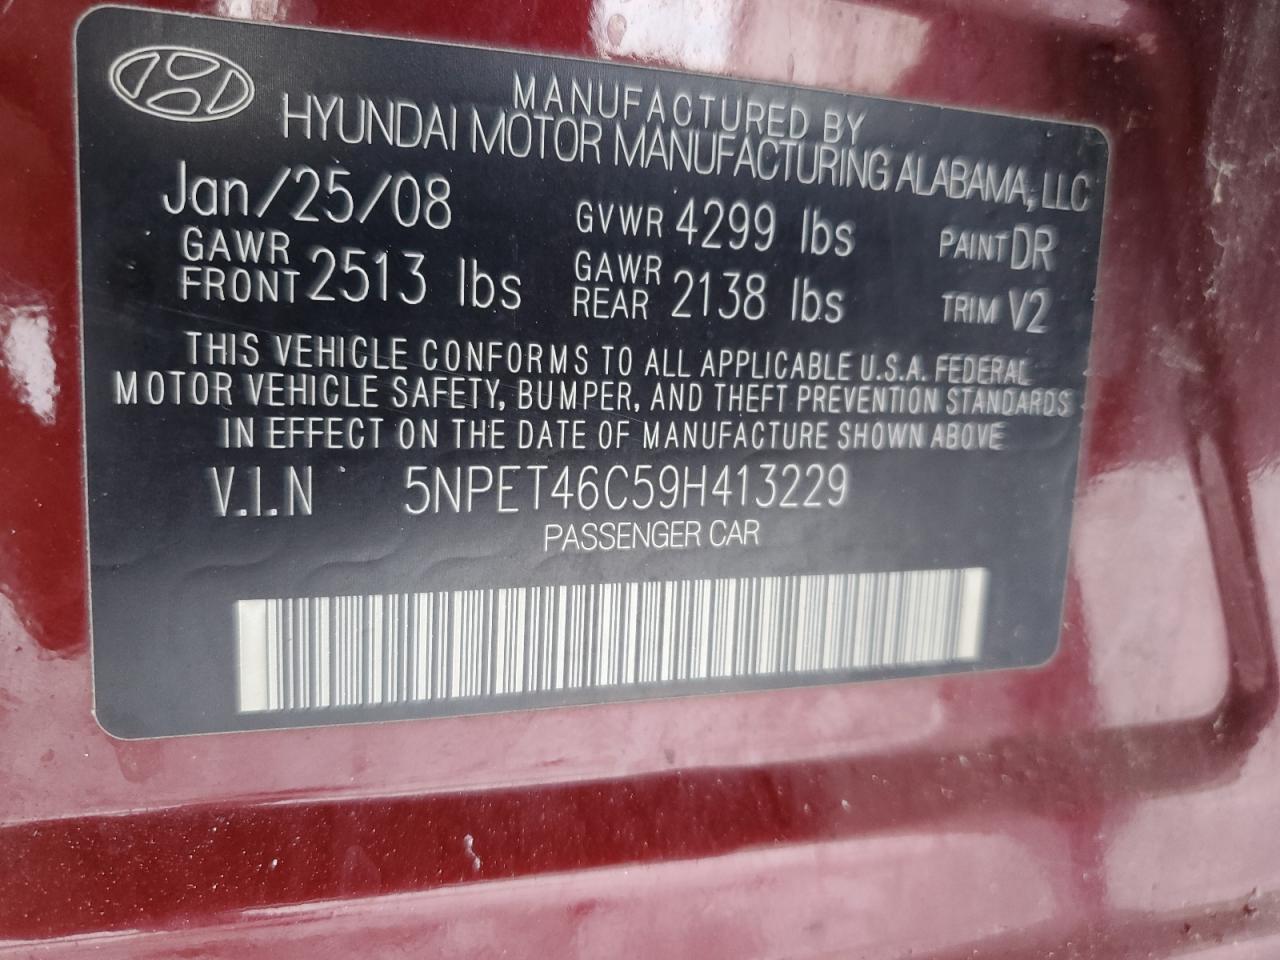 MANUFACTURED BY
HYUNDAI MOTOR MANUFACTURING ALABAMA, LLC
Jan/25/08 GVWR 4299 lbs PAINT DR
GAWR FRONT 2513 lbs GAWR REAR 2138 lbs TRIM V2
THIS VEHICLE CONFORMS TO ALL APPLICABLE U.S.A. FEDERAL
MOTOR VEHICLE SAFETY, BUMPER, AND THEFT PREVENTION STANDARDS
IN EFFECT ON THE DATE OF MANUFACTURE SHOWN ABOVE
V.I.N 5NPET46C59H413229
PASSENGER CAR